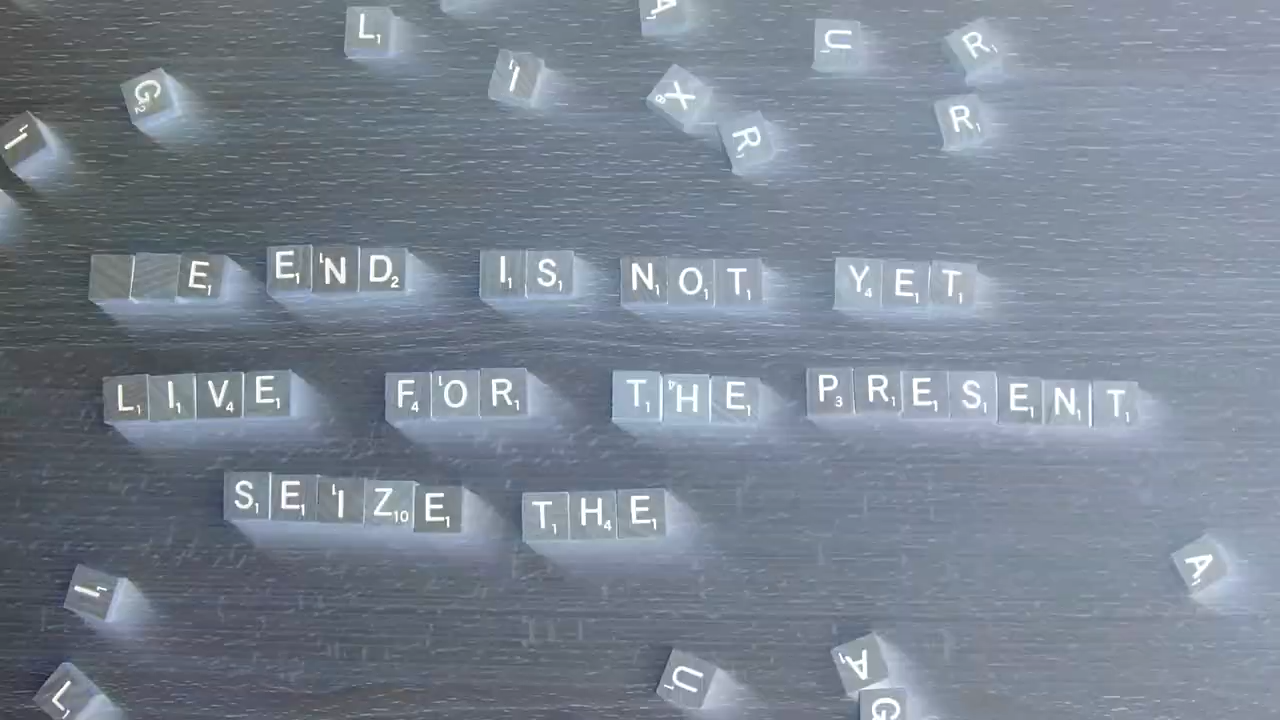 L
A
U
R
I
X
G
R
R
I
E END IS NOT YET
LIVE FOR THE PRESENT
SEIZE THE
I
A
L
U
A
G